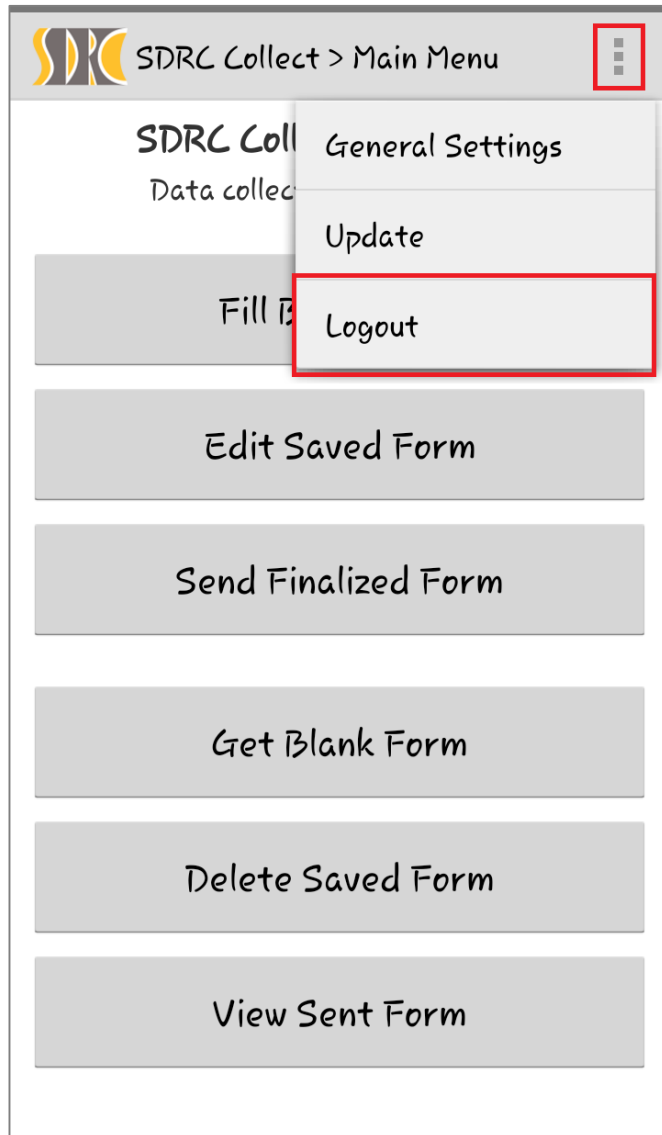 SDRC
SDRC Collect > Main Menu
General Settings
Update
Logout
SDRC Coll
Data collec
Fill B
Edit Saved Form
Send Finalized Form
Get Blank Form
Delete Saved Form
View Sent Form